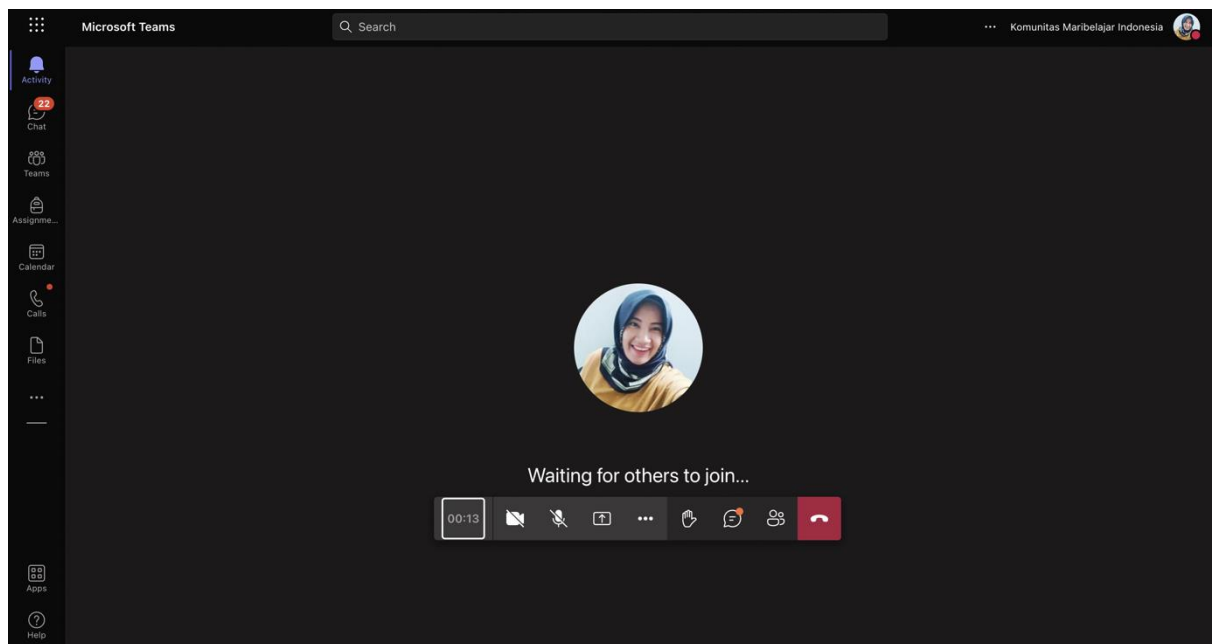 Microsoft Teams
Search
Komunitas Maribelajar Indonesia
Activity
22
Chat
Teams
Assignme...
Calendar
Calls
Files
Waiting for others to join...
00:13
Apps
Help